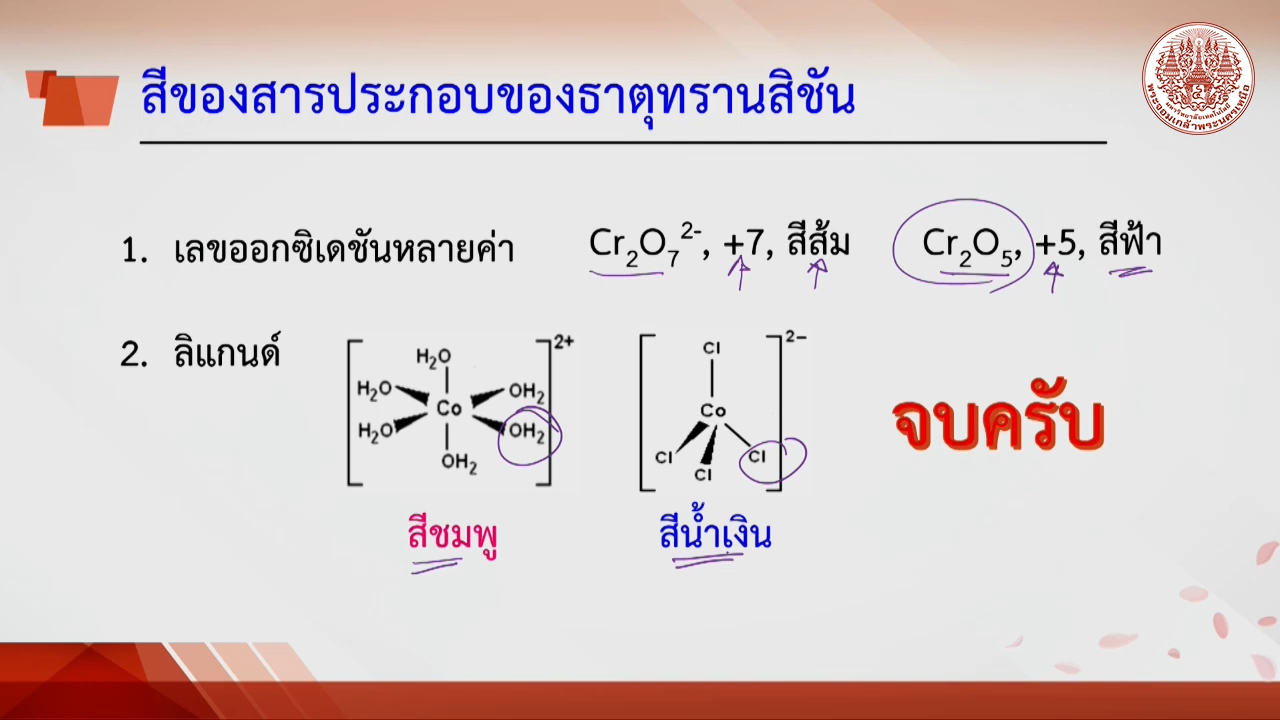 สีของสารประกอบของธาตุทรานสิชัน
1. เลขออกซิเดชันหลายค่า Cr₂O₇²⁻, +7, สีส้ม Cr₂O₅, +5, สีฟ้า
2. ลิแกนด์
2+
H₂O
H₂O OH₂
Co
H₂O OH₂
OH₂
2−
Cl
Co
Cl Cl
Cl
จบครับ
สีชมพู สีน้ำเงิน